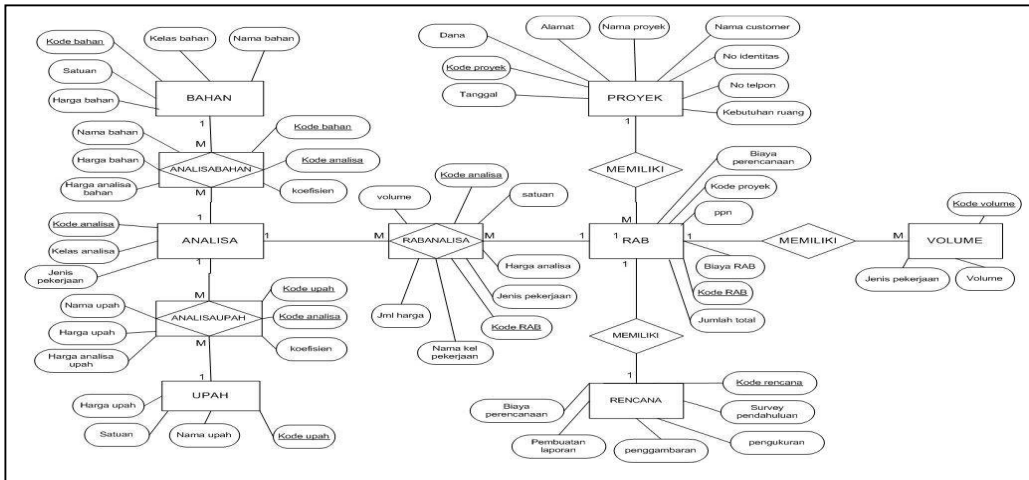 Kode bahan
Kelas bahan
Nama bahan
Satuan
Harga bahan
BAHAN
1
M
Nama bahan
Harga bahan
Harga analisa
bahan
ANALISABAHAN
Kode bahan
Kode analisa
koefisien
M
1
Kode analisa
Kelas analisa
Jenis
pekerjaan
ANALISA
1
1
M
Nama upah
Harga upah
Harga analisa
upah
ANALISAUPAH
Kode upah
Kode analisa
koefisien
M
1
Harga upah
Satuan
Nama upah
Kode upah
UPAH
volume
Kode analisa
satuan
M
RABANALISA
M
Harga analisa
Jenis pekerjaan
Kode RAB
Nama kel
pekerjaan
Jml harga
Dana
Alamat
Nama proyek
Nama customer
Kode proyek
Tanggal
No identitas
No telpon
Kebutuhan ruang
PROYEK
1
MEMILIKI
M
Biaya
perencanaan
Kode proyek
ppn
1
RAB
1
Biaya RAB
Kode RAB
Jumlah total
MEMILIKI
M
VOLUME
Kode volume
Jenis pekerjaan
Volume
1
MEMILIKI
1
RENCANA
Biaya
perencanaan
Pembuatan
laporan
penggambaran
Kode rencana
Survey
pendahuluan
pengukuran